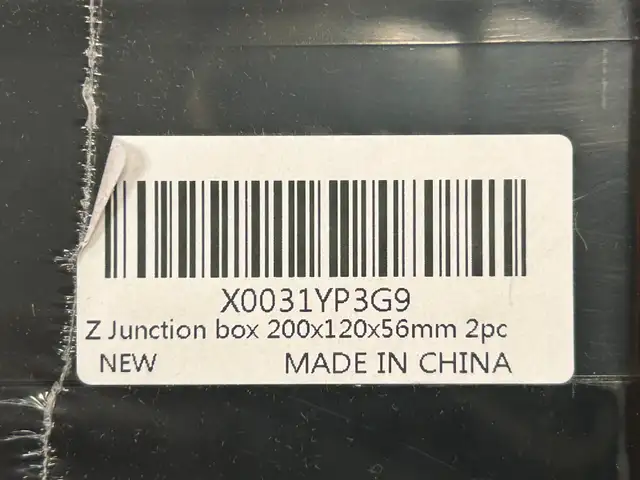 X0031YP3G9
Z Junction box 200x120x56mm 2pc
NEW
MADE IN CHINA